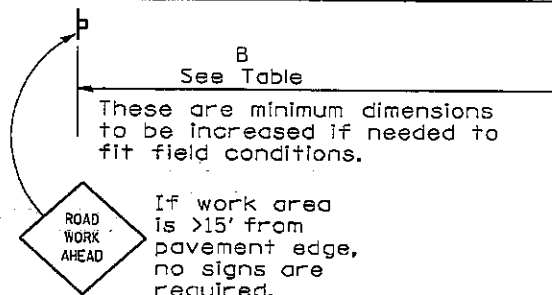 B
See Table
These are minimum dimensions
to be increased if needed to
fit field conditions.
ROAD
WORK
AHEAD
If work area
is >15' from
pavement edge,
no signs are
required.